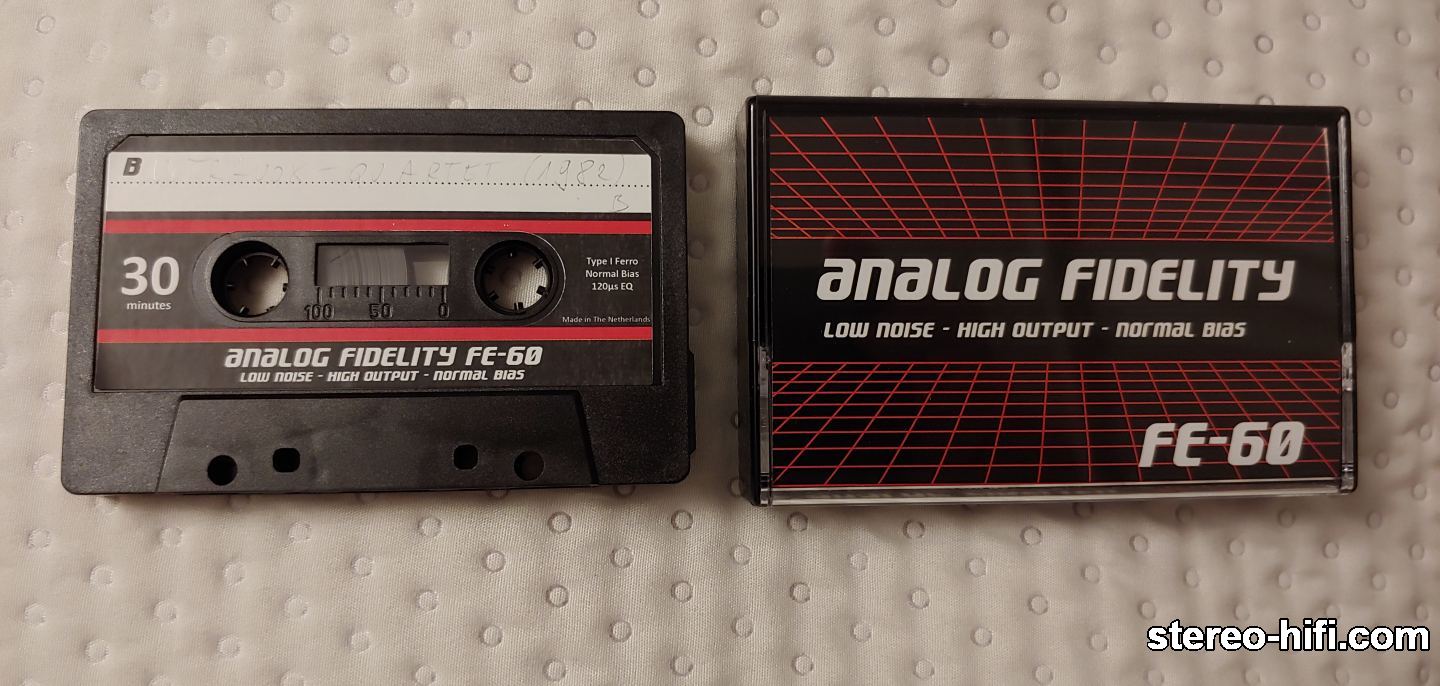 B
QUARTET (1982)
B
30
minutes
Type I Ferro
Normal Bias
120µs EQ
100 50 0
Made in The Netherlands
ANALOG FIDELITY FE-60
LOW NOISE - HIGH OUTPUT - NORMAL BIAS
ANALOG FIDELITY
LOW NOISE - HIGH OUTPUT - NORMAL BIAS
FE-60
stereo-hifi.com